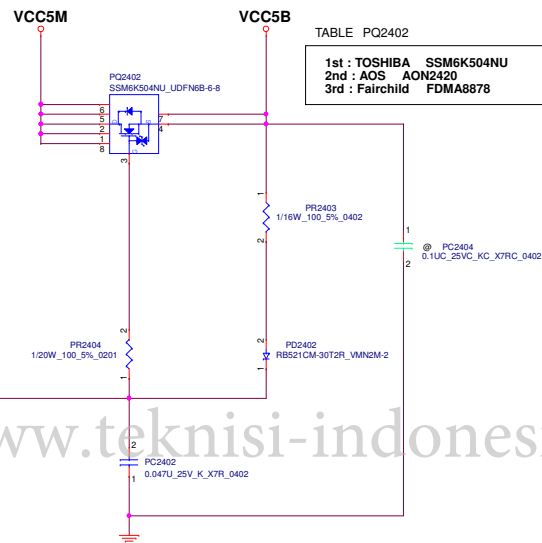 VCC5M
VCC5B
TABLE PQ2402
1st : TOSHIBA SSM6K504NU
2nd : AOS AON2420
3rd : Fairchild FDMA8878
PQ2402
SSM6K504NU_UDFN6B-6-8
6
5
2
1
8
D
S
G
7
4
3
1
PR2403
1/16W_100_5%_0402
2
1
@ PC2404
0.1UC_25VC_KC_X7RC_0402
2
2
PR2404
1/20W_100_5%_0201
1
2
PD2402
RB521CM-30T2R_VMN2M-2
1
ww.teknisi-indones
2
PC2402
0.047U_25V_K_X7R_0402
1